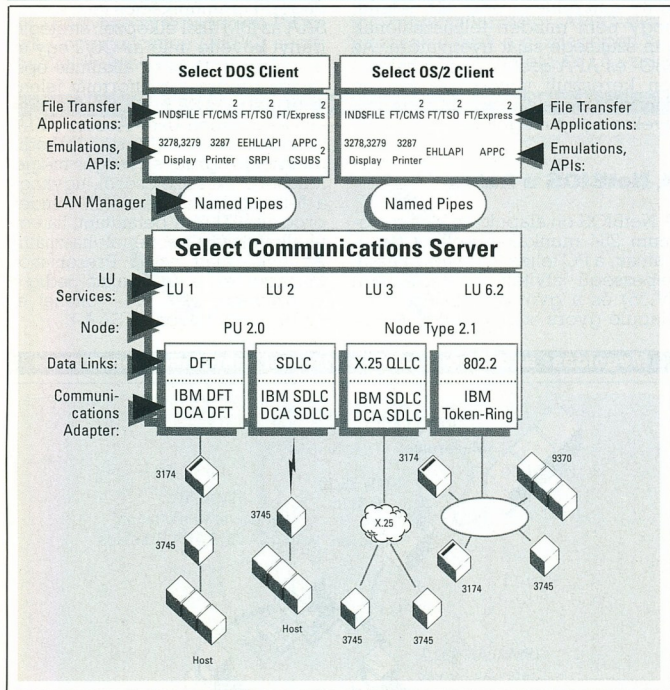 Select DOS Client
Select OS/2 Client
File Transfer Applications:
IND$FILE FT/CMS 2 FT/TSO 2 FT/Express 2
IND$FILE FT/CMS 2 FT/TSO 2 FT/Express 2
File Transfer Applications:
Emulations, APIs:
3278,3279 Display
3287 Printer
EEHLLAPI SRPI
APPC CSUBS 2
3278,3279 Display
3287 Printer
EHLLAPI
APPC
Emulations, APIs:
LAN Manager
Named Pipes
Named Pipes
Select Communications Server
LU Services:
LU 1
LU 2
LU 3
LU 6.2
Node:
PU 2.0
Node Type 2.1
Data Links:
DFT
SDLC
X.25 QLLC
802.2
Communi-
cations
Adapter:
IBM DFT
DCA DFT
IBM SDLC
DCA SDLC
IBM SDLC
DCA SDLC
IBM
Token-Ring
3174
3745
Host
3745
Host
X.25
3745
3745
3174
9370
3174
3745